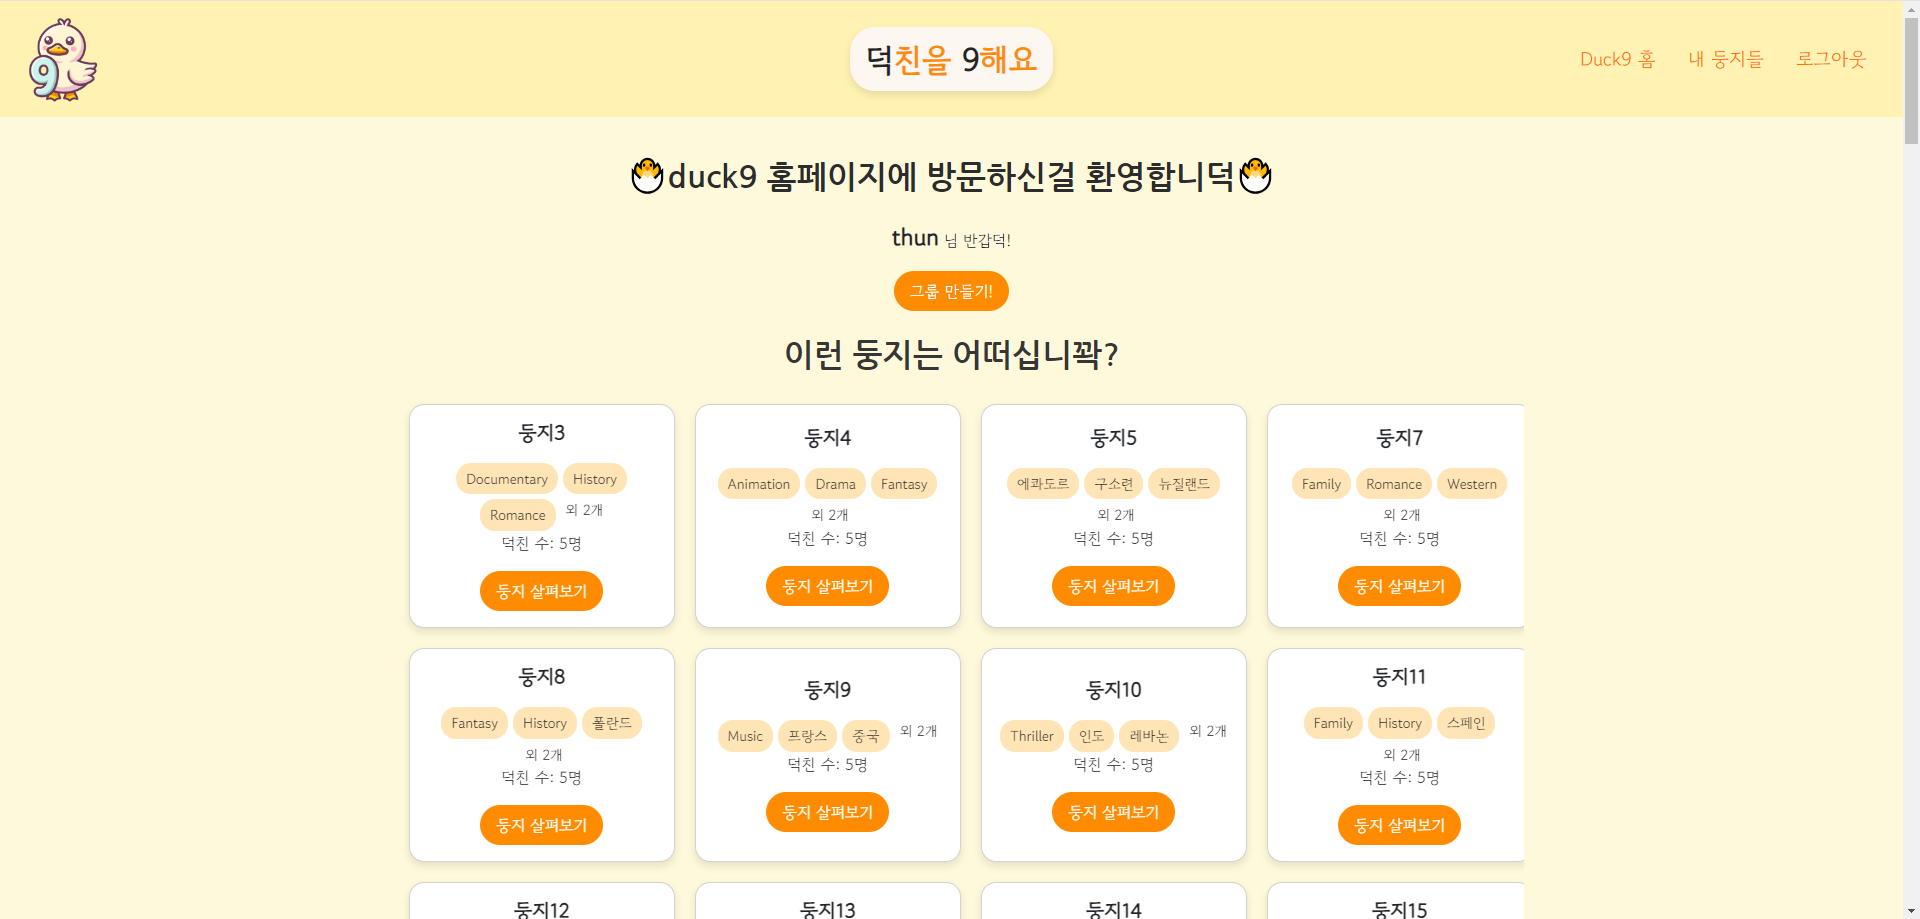 9
덕친을 9해요
Duck9 홈
내 둥지들
로그아웃
duck9 홈페이지에 방문하신걸 환영합니덕
thun 님 반갑덕!
그룹 만들기!
이런 둥지는 어떠십니꽉?
둥지3
Documentary
History
Romance
외 2개
덕친 수: 5명
둥지 살펴보기
둥지4
Animation
Drama
Fantasy
외 2개
덕친 수: 5명
둥지 살펴보기
둥지5
에콰도르
구소련
뉴질랜드
외 2개
덕친 수: 5명
둥지 살펴보기
둥지7
Family
Romance
Western
외 2개
덕친 수: 5명
둥지 살펴보기
둥지8
Fantasy
History
폴란드
외 2개
덕친 수: 5명
둥지 살펴보기
둥지9
Music
프랑스
중국
외 2개
덕친 수: 5명
둥지 살펴보기
둥지10
Thriller
인도
레바논
외 2개
덕친 수: 5명
둥지 살펴보기
둥지11
Family
History
스페인
외 2개
덕친 수: 5명
둥지 살펴보기
둥지12
둥지13
둥지14
둥지15